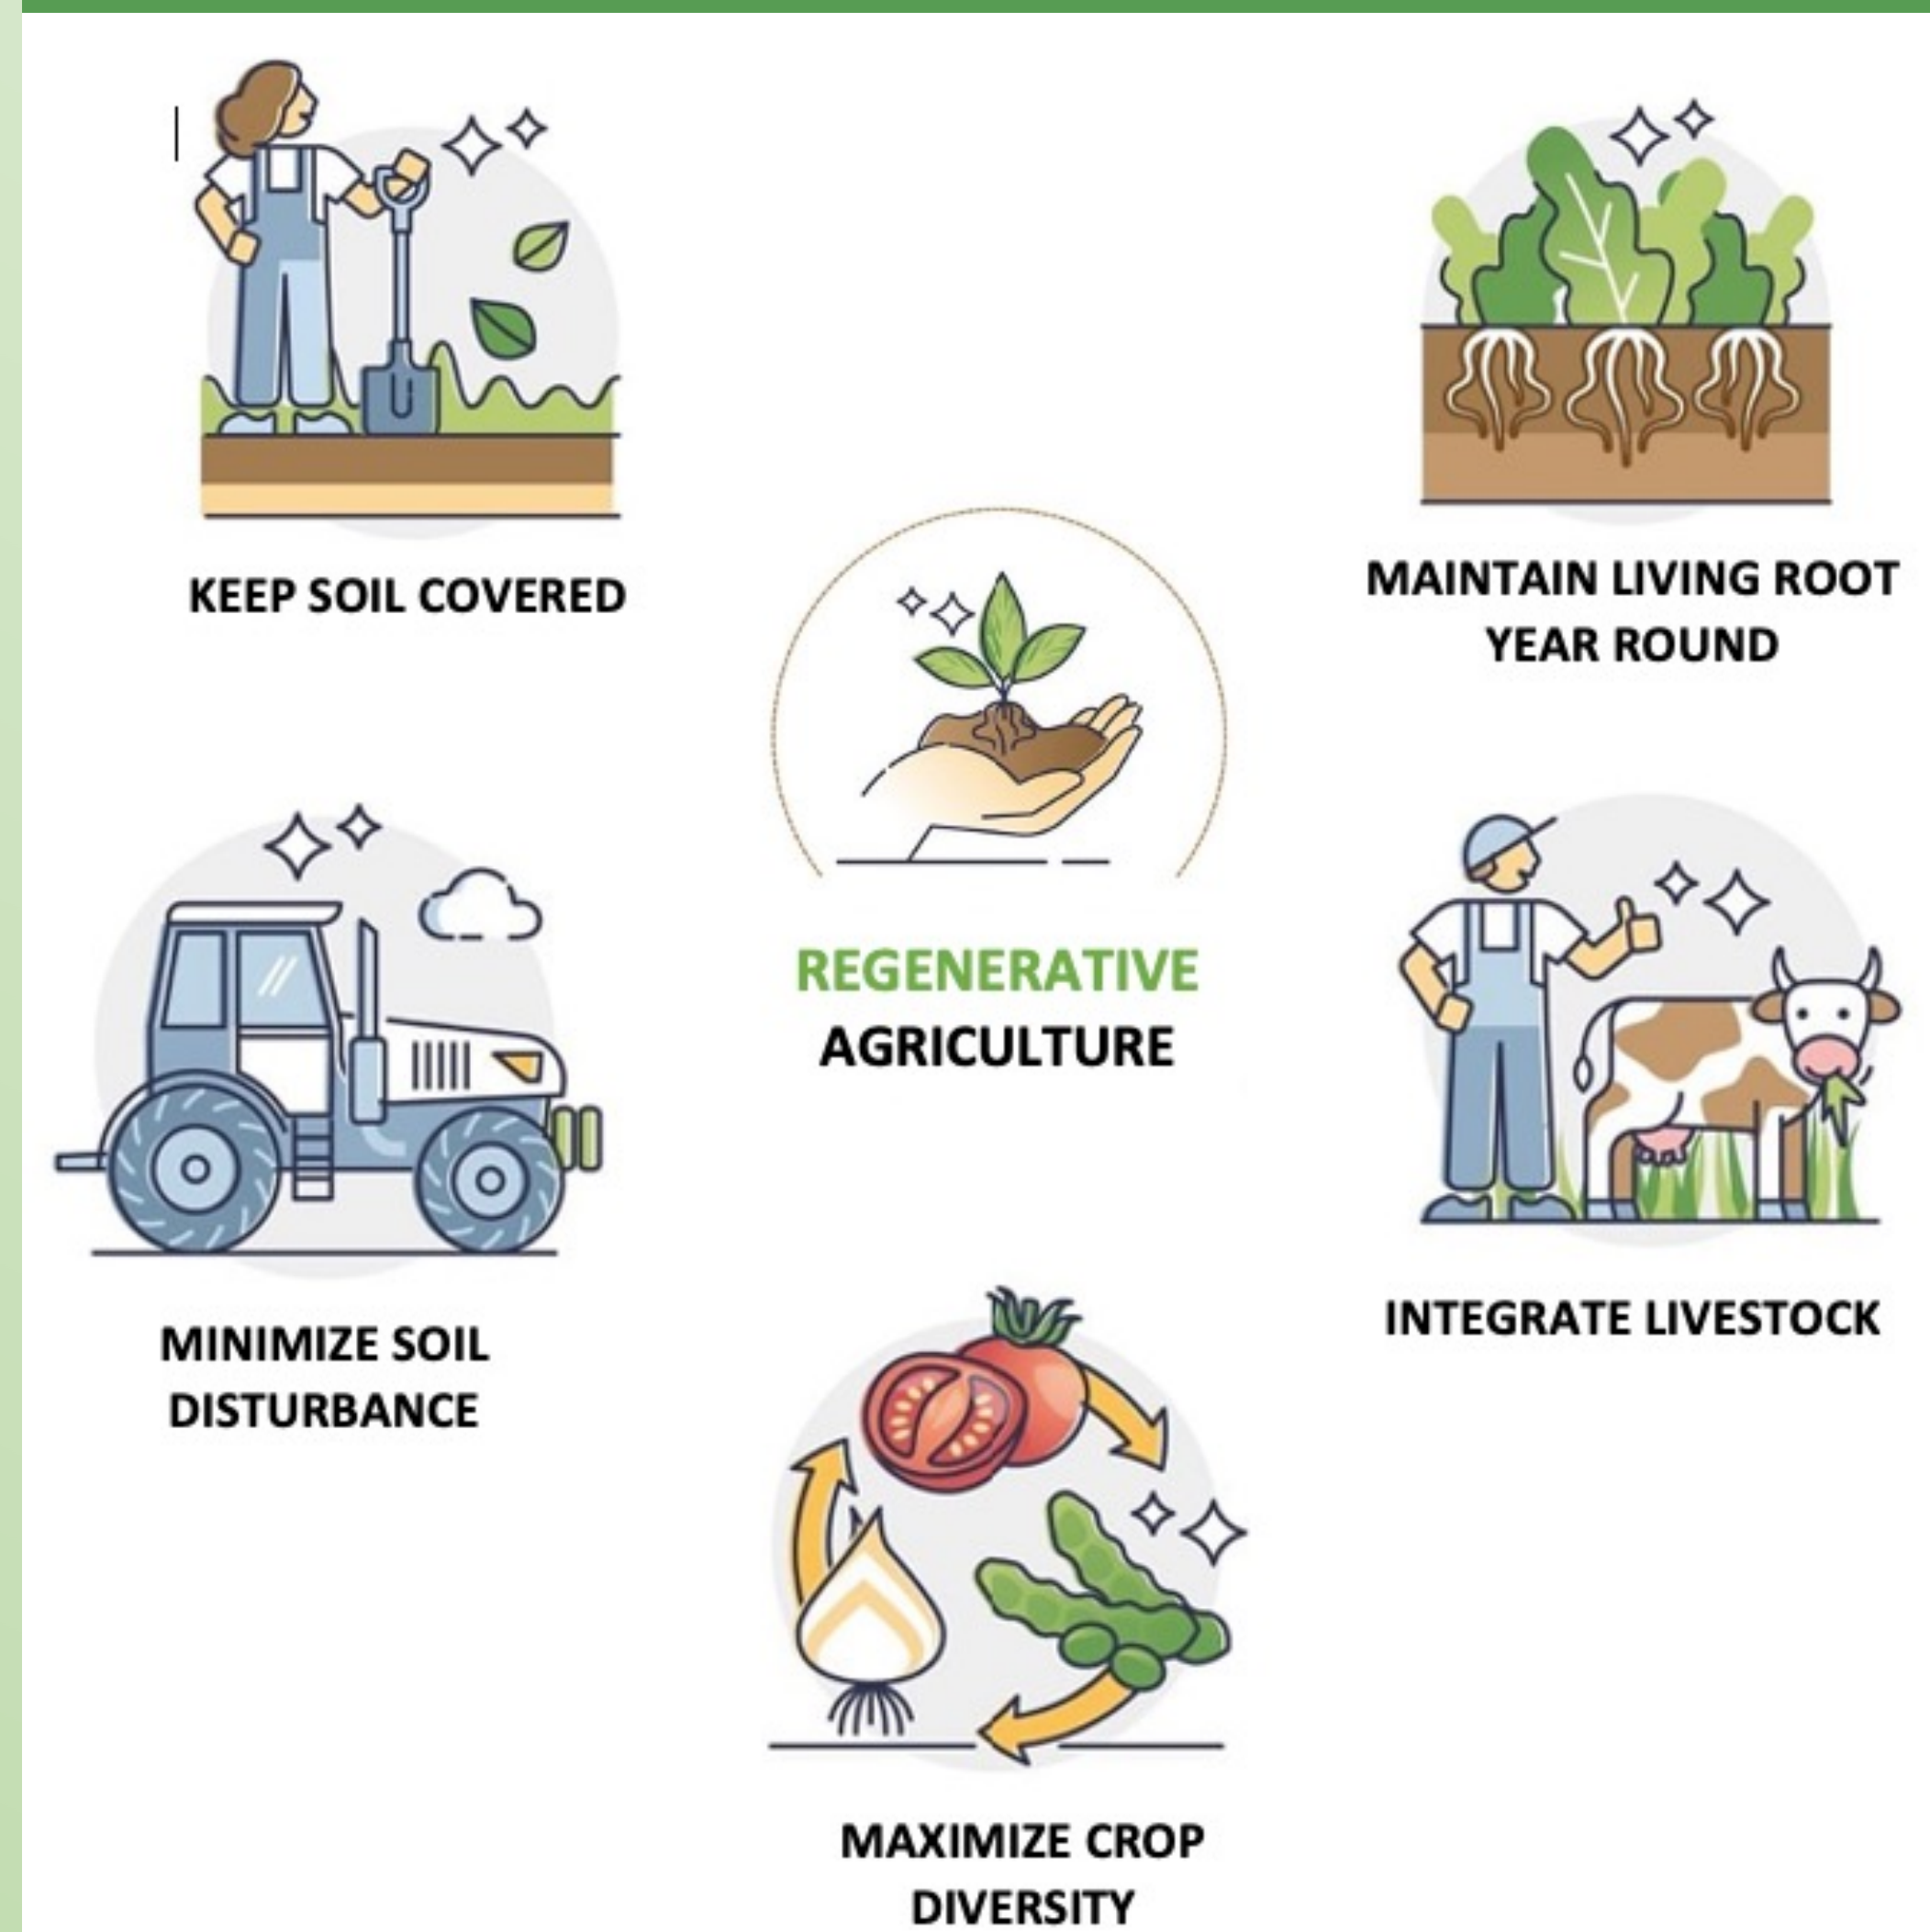 KEEP SOIL COVERED
MAINTAIN LIVING ROOT
YEAR ROUND
REGENERATIVE
AGRICULTURE
MINIMIZE SOIL
DISTURBANCE
INTEGRATE LIVESTOCK
MAXIMIZE CROP
DIVERSITY